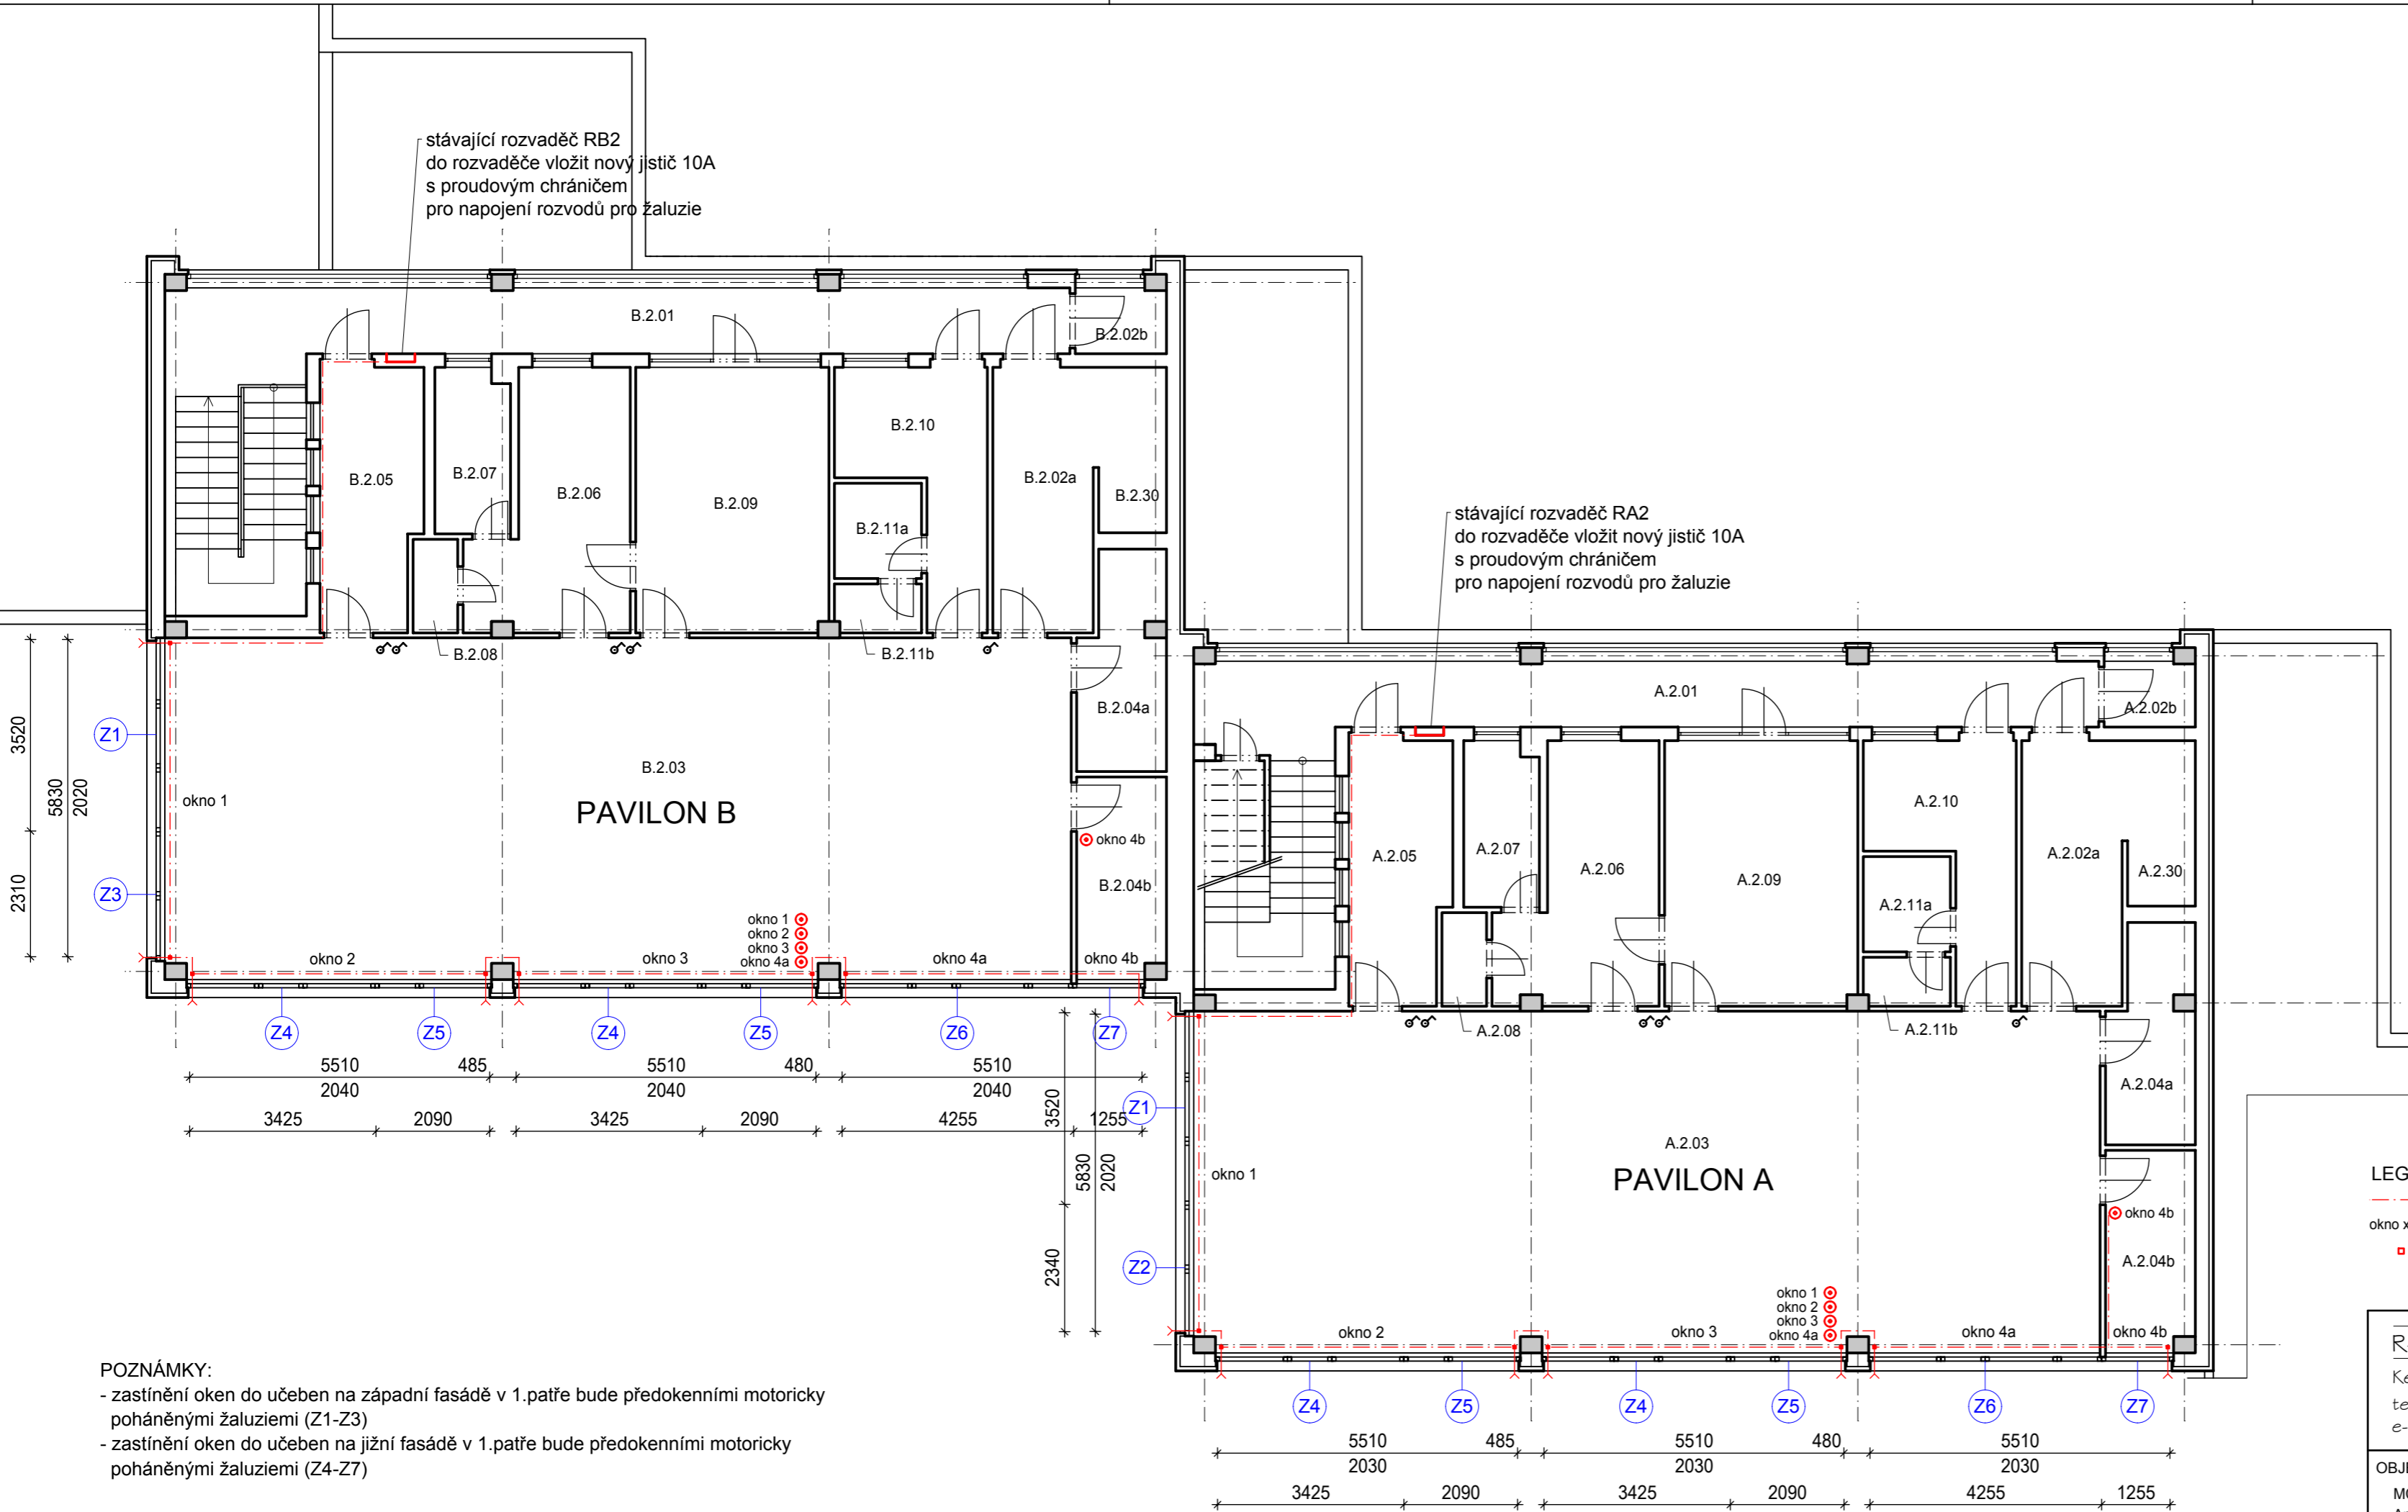 stávající rozvaděč RB2
do rozvaděče vložit nový jistič 10A
s proudovým chráničem
pro napojení rozvodů pro žaluzie
B.2.01
B.2.02b
B.2.05
B.2.07
B.2.06
B.2.09
B.2.10
B.2.11a
B.2.02a
B.2.30
B.2.08
B.2.11b
B.2.04a
B.2.03
PAVILON B
okno 1
Z1
Z3
3520
5830
2020
2310
okno 4b
B.2.04b
okno 1
okno 2
okno 3
okno 4a
okno 2
okno 3
okno 4a
okno 4b
Z4
Z5
Z4
Z5
Z6
Z7
5510
485
5510
480
5510
2040
2040
2040
3425
2090
3425
2090
4255
1255
stávající rozvaděč RA2
do rozvaděče vložit nový jistič 10A
s proudovým chráničem
pro napojení rozvodů pro žaluzie
A.2.01
A.2.02b
A.2.05
A.2.07
A.2.06
A.2.09
A.2.10
A.2.11a
A.2.02a
A.2.30
A.2.08
A.2.11b
A.2.04a
A.2.03
PAVILON A
okno 1
Z1
Z2
3520
5830
2020
2340
okno 4b
A.2.04b
okno 1
okno 2
okno 3
okno 4a
okno 2
okno 3
okno 4a
okno 4b
Z4
Z5
Z4
Z5
Z6
Z7
5510
485
5510
480
5510
2030
2030
2030
3425
2090
3425
2090
4255
1255
LEG
okno x
R
Ke
te
e-
OBJ
POZNÁMKY:
- zastínění oken do učeben na západní fasádě v 1.patře bude předokenními motoricky
poháněnými žaluziemi (Z1-Z3)
- zastínění oken do učeben na jižní fasádě v 1.patře bude předokenními motoricky
poháněnými žaluziemi (Z4-Z7)